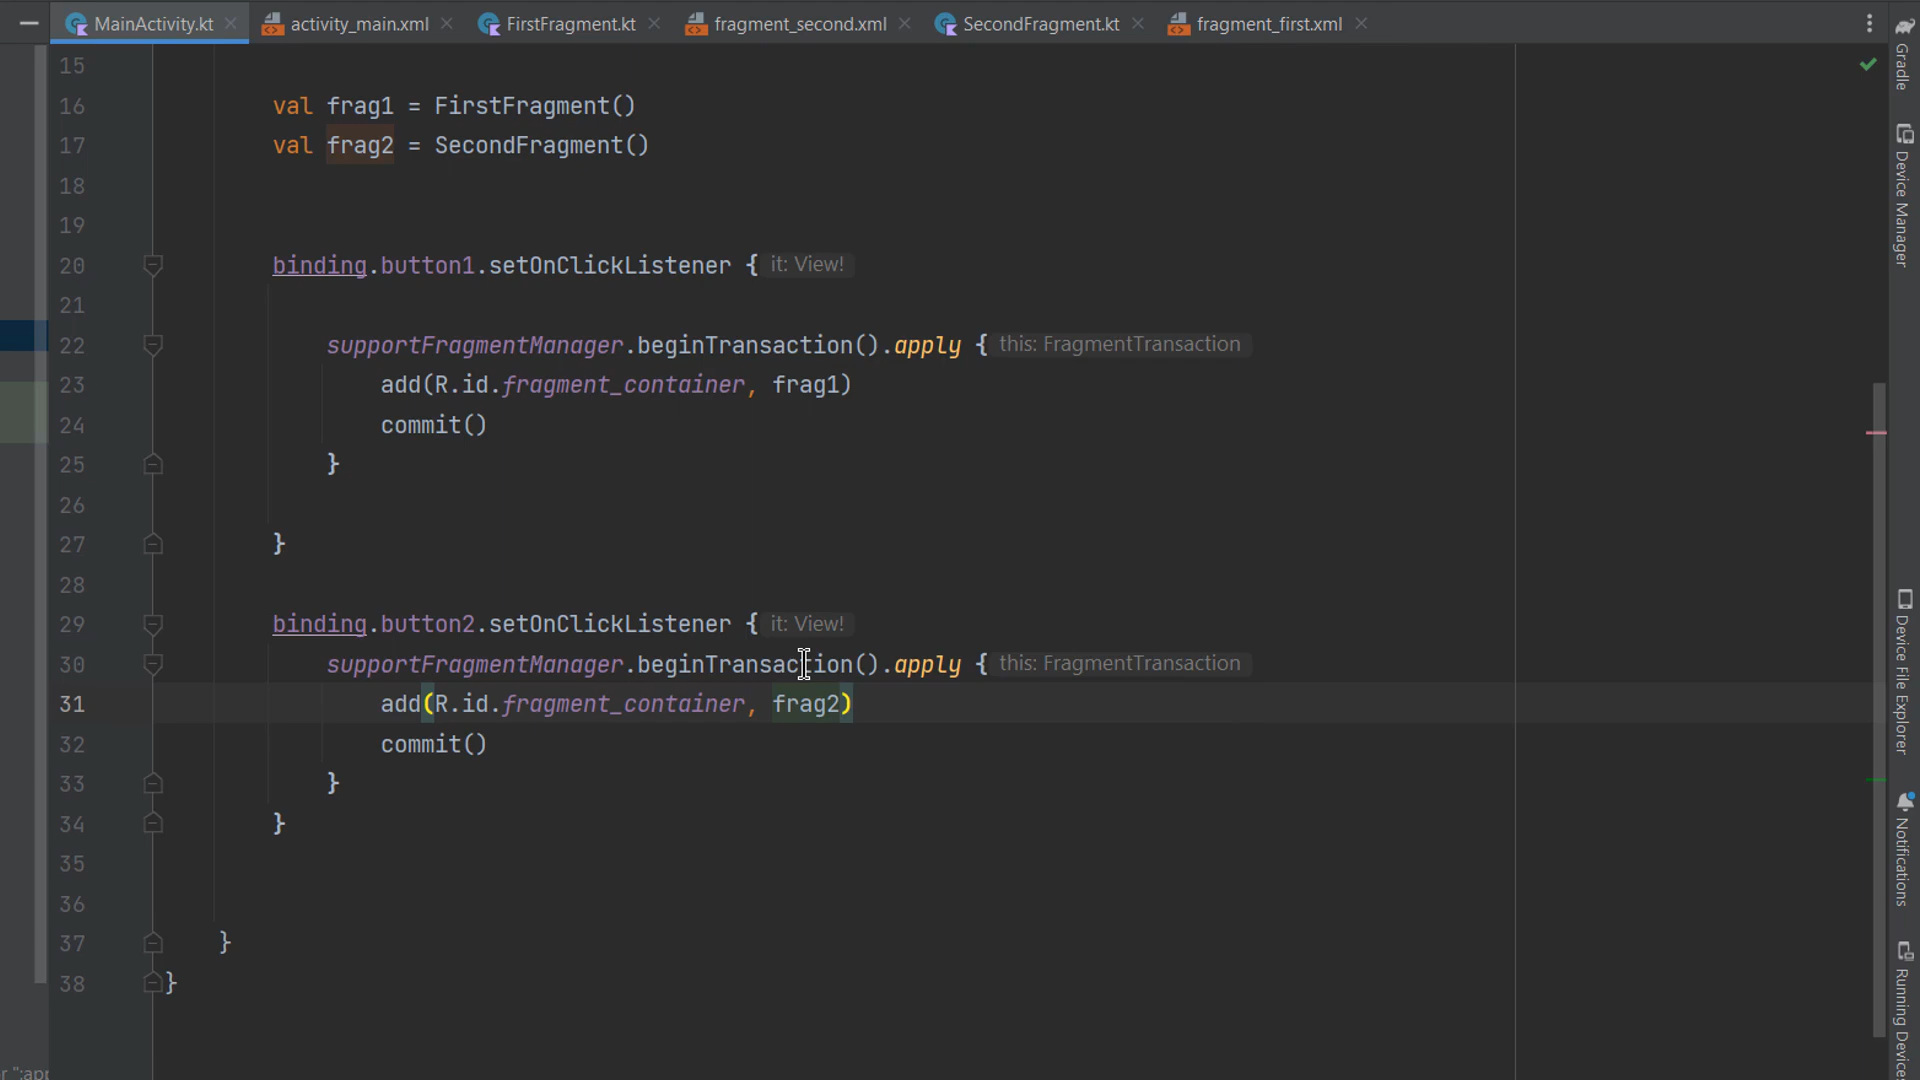 MainActivity.kt activity_main.xml FirstFragment.kt fragment_second.xml SecondFragment.kt fragment_first.xml
15
16 val frag1 = FirstFragment()
17 val frag2 = SecondFragment()
18
19
20 binding.button1.setOnClickListener { it: View!
21
22 supportFragmentManager.beginTransaction().apply { this: FragmentTransaction
23 add(R.id.fragment_container, frag1)
24 commit()
25 }
26
27 }
28
29 binding.button2.setOnClickListener { it: View!
30 supportFragmentManager.beginTransaction().apply { this: FragmentTransaction
31 add(R.id.fragment_container, frag2)
32 commit()
33 }
34 }
35
36
37 }
38 }
Gradle
Device Manager
Device File Explorer
Notifications
Running Devices
r ":app